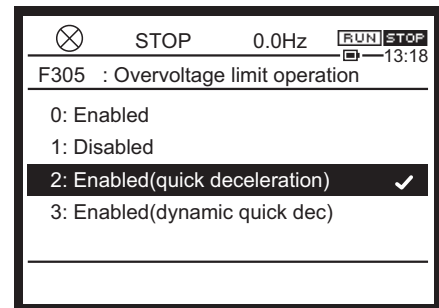 STOP 0.0Hz RUN STOP
13:18
F305 : Overvoltage limit operation
0: Enabled
1: Disabled
2: Enabled(quick deceleration)
3: Enabled(dynamic quick dec)